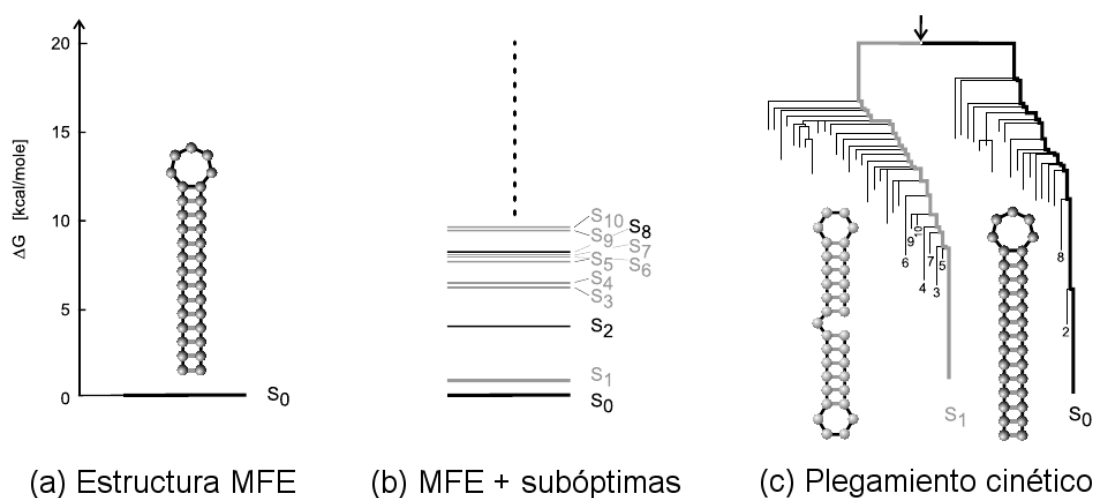 20
15
10
5
0
ΔG [kcal/mole]
S0
S10
S9
S8
S7
S5
S6
S4
S3
S2
S1
S0
9
10
6
7
5
4
3
8
2
S1
S0
(a) Estructura MFE
(b) MFE + subóptimas
(c) Plegamiento cinético